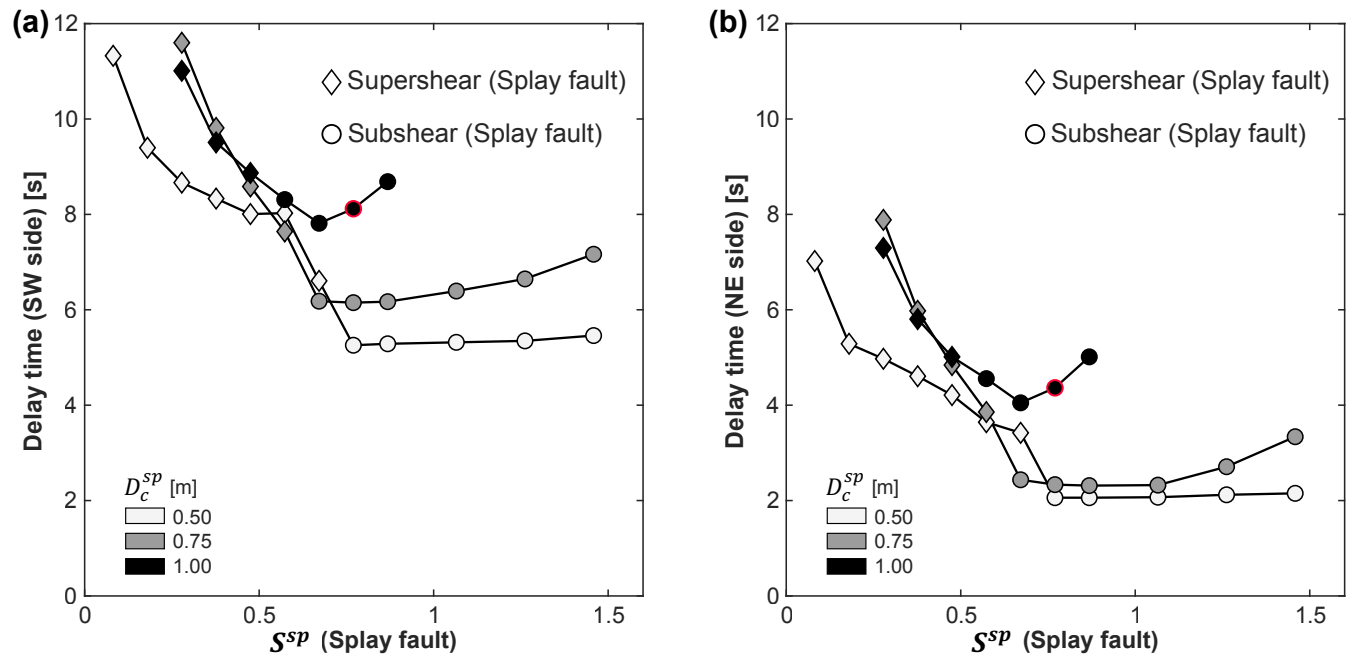 (a)
12
10
8
6
4
2
0
Delay time (SW side) [s]
Supershear (Splay fault)
Subshear (Splay fault)
D_c^{sp} [m]
0.50
0.75
1.00
0 0.5 1 1.5
S^{sp} (Splay fault)
(b)
12
10
8
6
4
2
0
Delay time (NE side) [s]
Supershear (Splay fault)
Subshear (Splay fault)
D_c^{sp} [m]
0.50
0.75
1.00
0 0.5 1 1.5
S^{sp} (Splay fault)